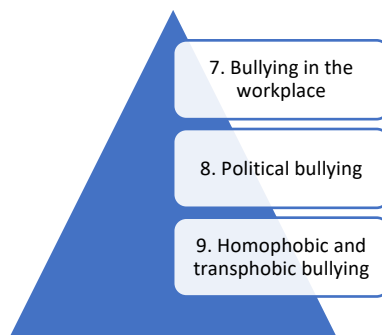 7. Bullying in the
workplace
8. Political bullying
9. Homophobic and
transphobic bullying